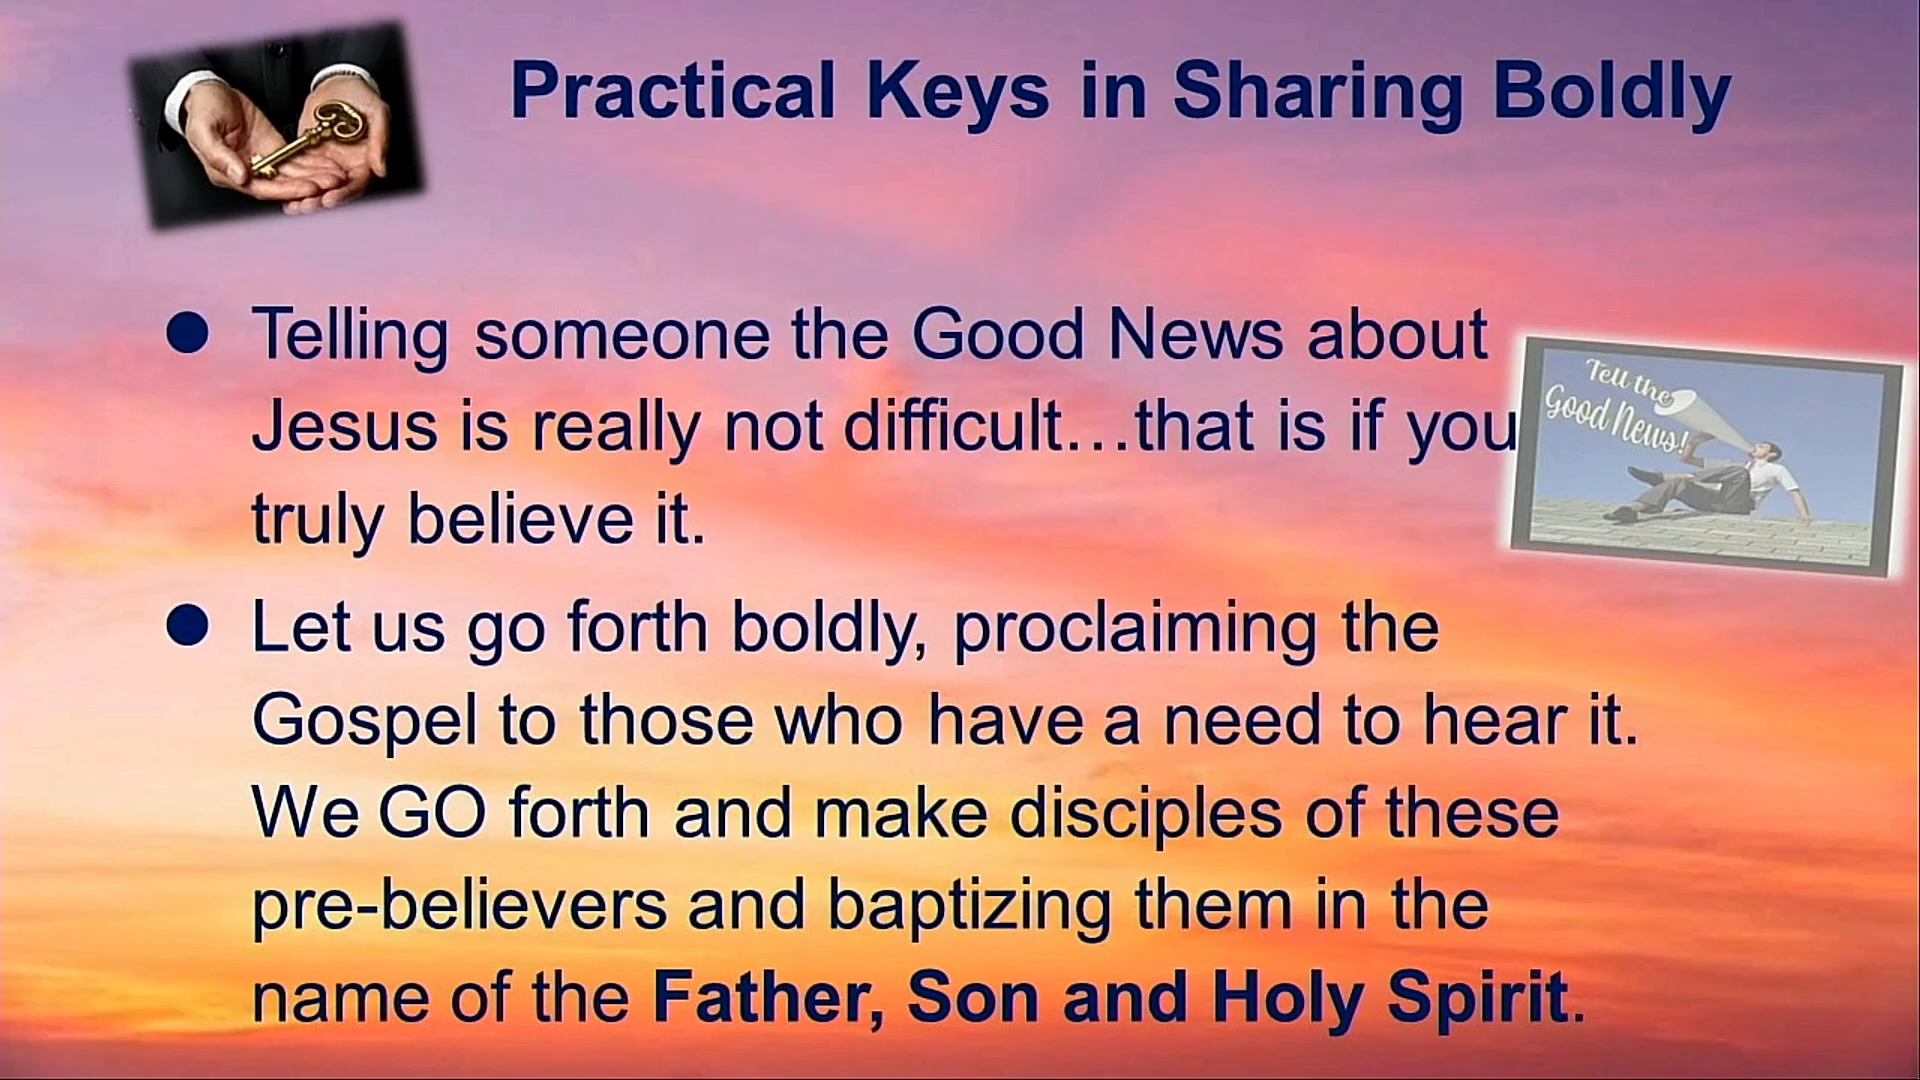 Practical Keys in Sharing Boldly
● Telling someone the Good News about
Jesus is really not difficult…that is if you
truly believe it.
Tell the
Good News!
● Let us go forth boldly, proclaiming the
Gospel to those who have a need to hear it.
We GO forth and make disciples of these
pre-believers and baptizing them in the
name of the Father, Son and Holy Spirit.